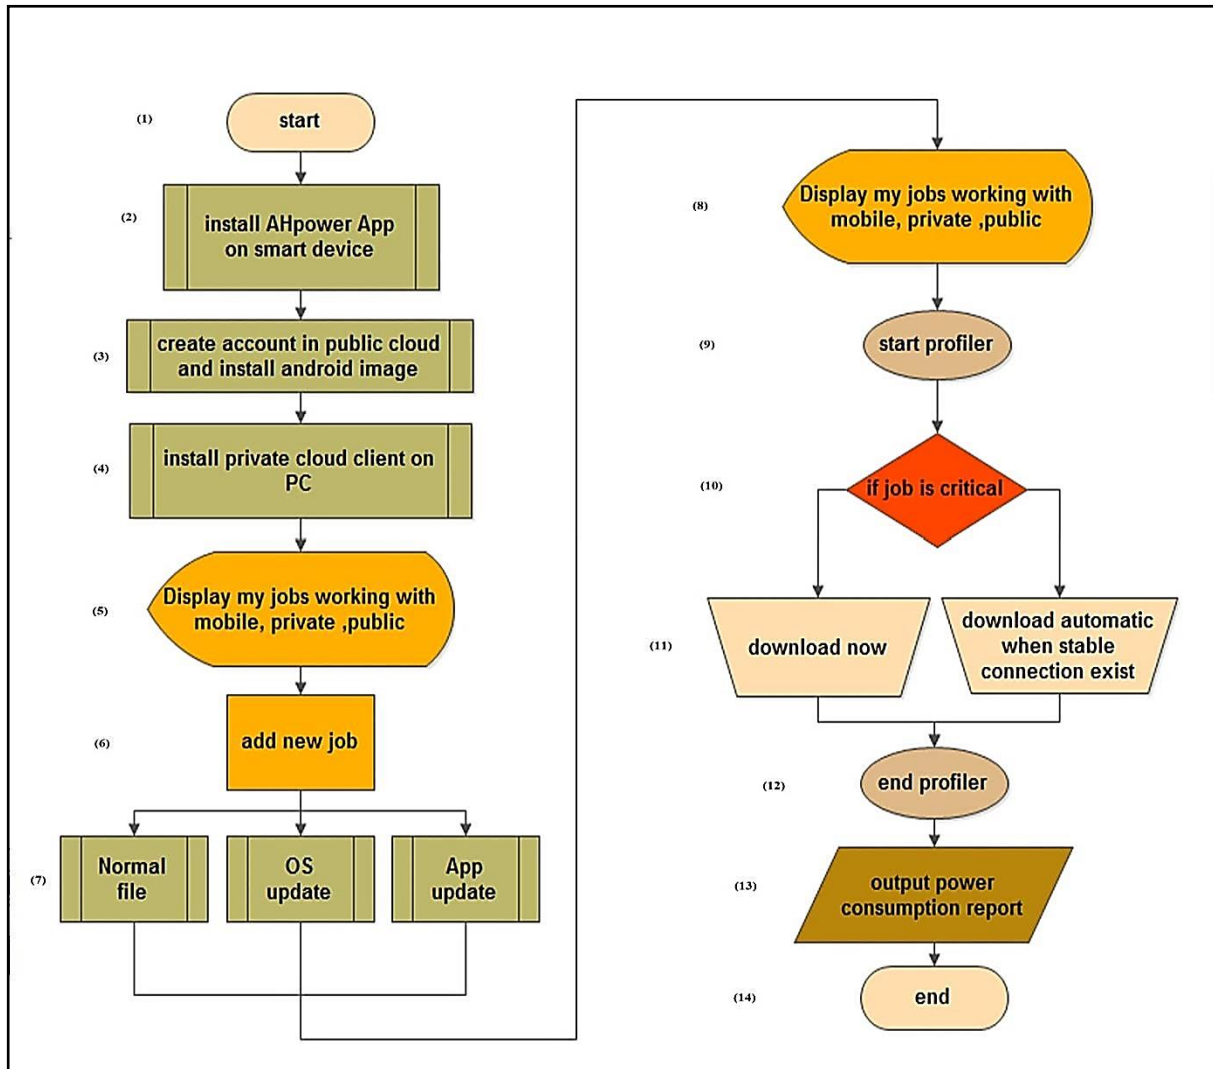 (1)
start
(2)
install AHpower App
on smart device
(3)
create account in public cloud
and install android image
(4)
install private cloud client on
PC
(5)
Display my jobs working with
mobile, private ,public
(6)
add new job
(7)
Normal
file
OS
update
App
update
(8)
Display my jobs working with
mobile, private ,public
(9)
start profiler
(10)
if job is critical
(11)
download now
download automatic
when stable
connection exist
(12)
end profiler
(13)
output power
consumption report
(14)
end